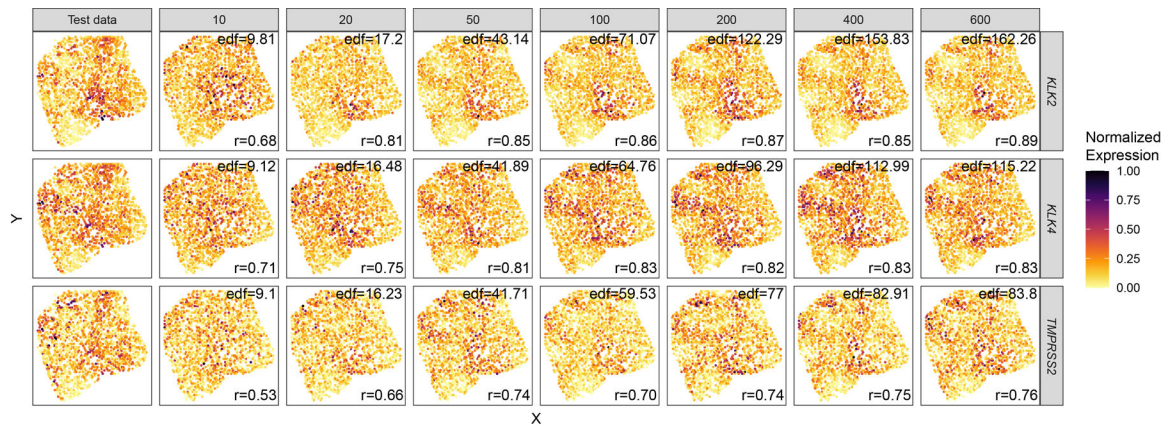 Test data 10 20 50 100 200 400 600
edf=9.81 edf=17.2 edf=43.14 edf=71.07 edf=122.29 edf=153.83 edf=162.26
KLK2
r=0.68 r=0.81 r=0.85 r=0.86 r=0.87 r=0.85 r=0.89
edf=9.12 edf=16.48 edf=41.89 edf=64.76 edf=96.29 edf=112.99 edf=115.22
KLK4
r=0.71 r=0.75 r=0.81 r=0.83 r=0.82 r=0.83 r=0.83
edf=9.1 edf=16.23 edf=41.71 edf=59.53 edf=77 edf=82.91 edf=83.8
TMPRSS2
r=0.53 r=0.66 r=0.74 r=0.70 r=0.74 r=0.75 r=0.76
Y
X
Normalized
Expression
1.00
0.75
0.50
0.25
0.00